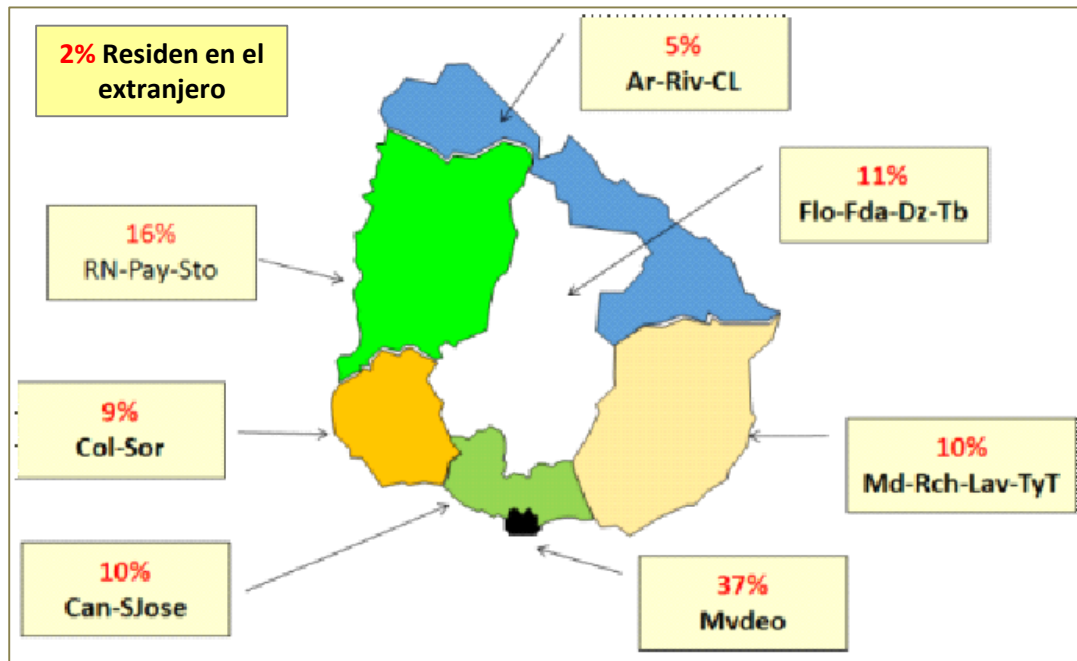 2% Residen en el
extranjero
5%
Ar-Riv-CL
11%
Flo-Fda-Dz-Tb
16%
RN-Pay-Sto
9%
Col-Sor
10%
Md-Rch-Lav-TyT
10%
Can-SJose
37%
Mvdeo